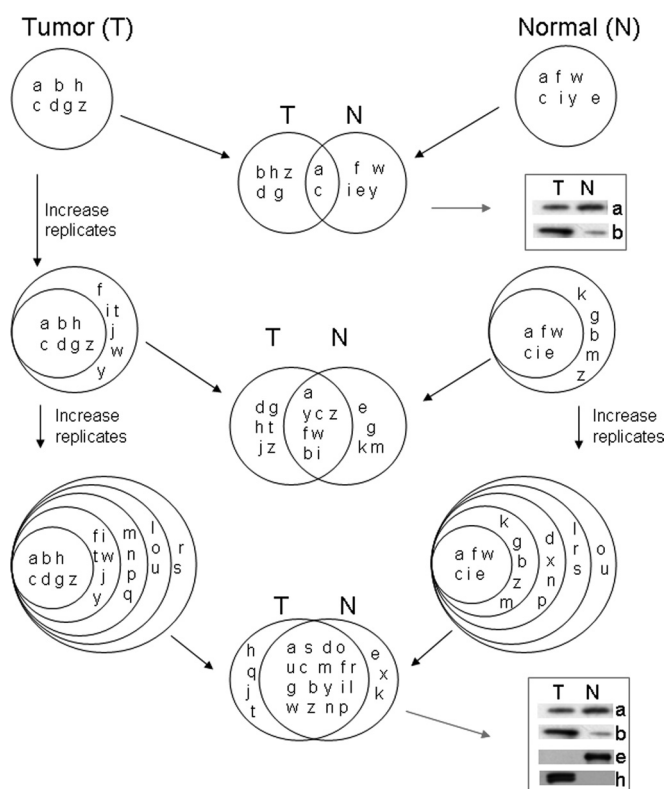 Tumor (T)
Normal (N)
a b h
c d g z
a f w
c i y e
T N
b h z
d g
a
c
f w
i e y
T N
a
b
Increase
replicates
f
i t
j
w
y
a b h
c d g z
k
g
b
m
z
a f w
c i e
T N
d g
h t
j z
a
y c z
f w
b i
e
g
k m
Increase
replicates
Increase
replicates
a b h
c d g z
f i
t w
j
y
m
n
p
q
l
o
u
r
s
a f w
c i e
k
g
b
z
m
d
x
n
p
l
r
s
o
u
T N
h
q
j
t
a s d o
u c m f r
g b y i l
w z n p
e
x
k
T N
a
b
e
h